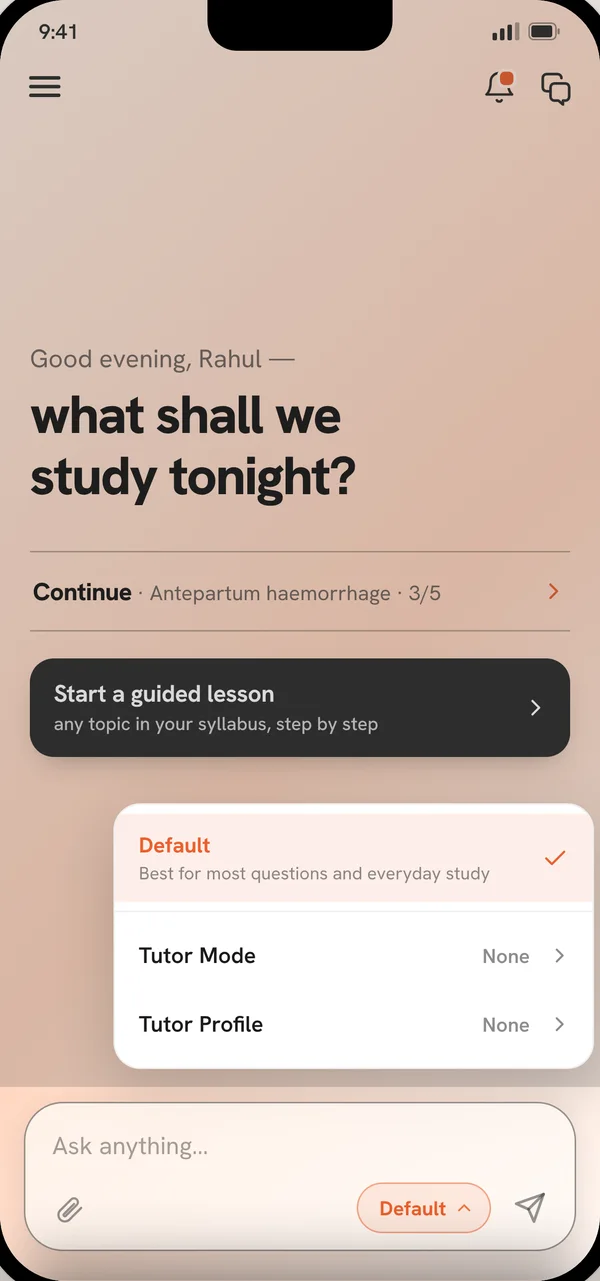 9:41
Good evening, Rahul —
what shall we
study tonight?
Continue · Antepartum haemorrhage · 3/5
Start a guided lesson
any topic in your syllabus, step by step
Default
Best for most questions and everyday study
Tutor Mode None
Tutor Profile None
Ask anything...
Default